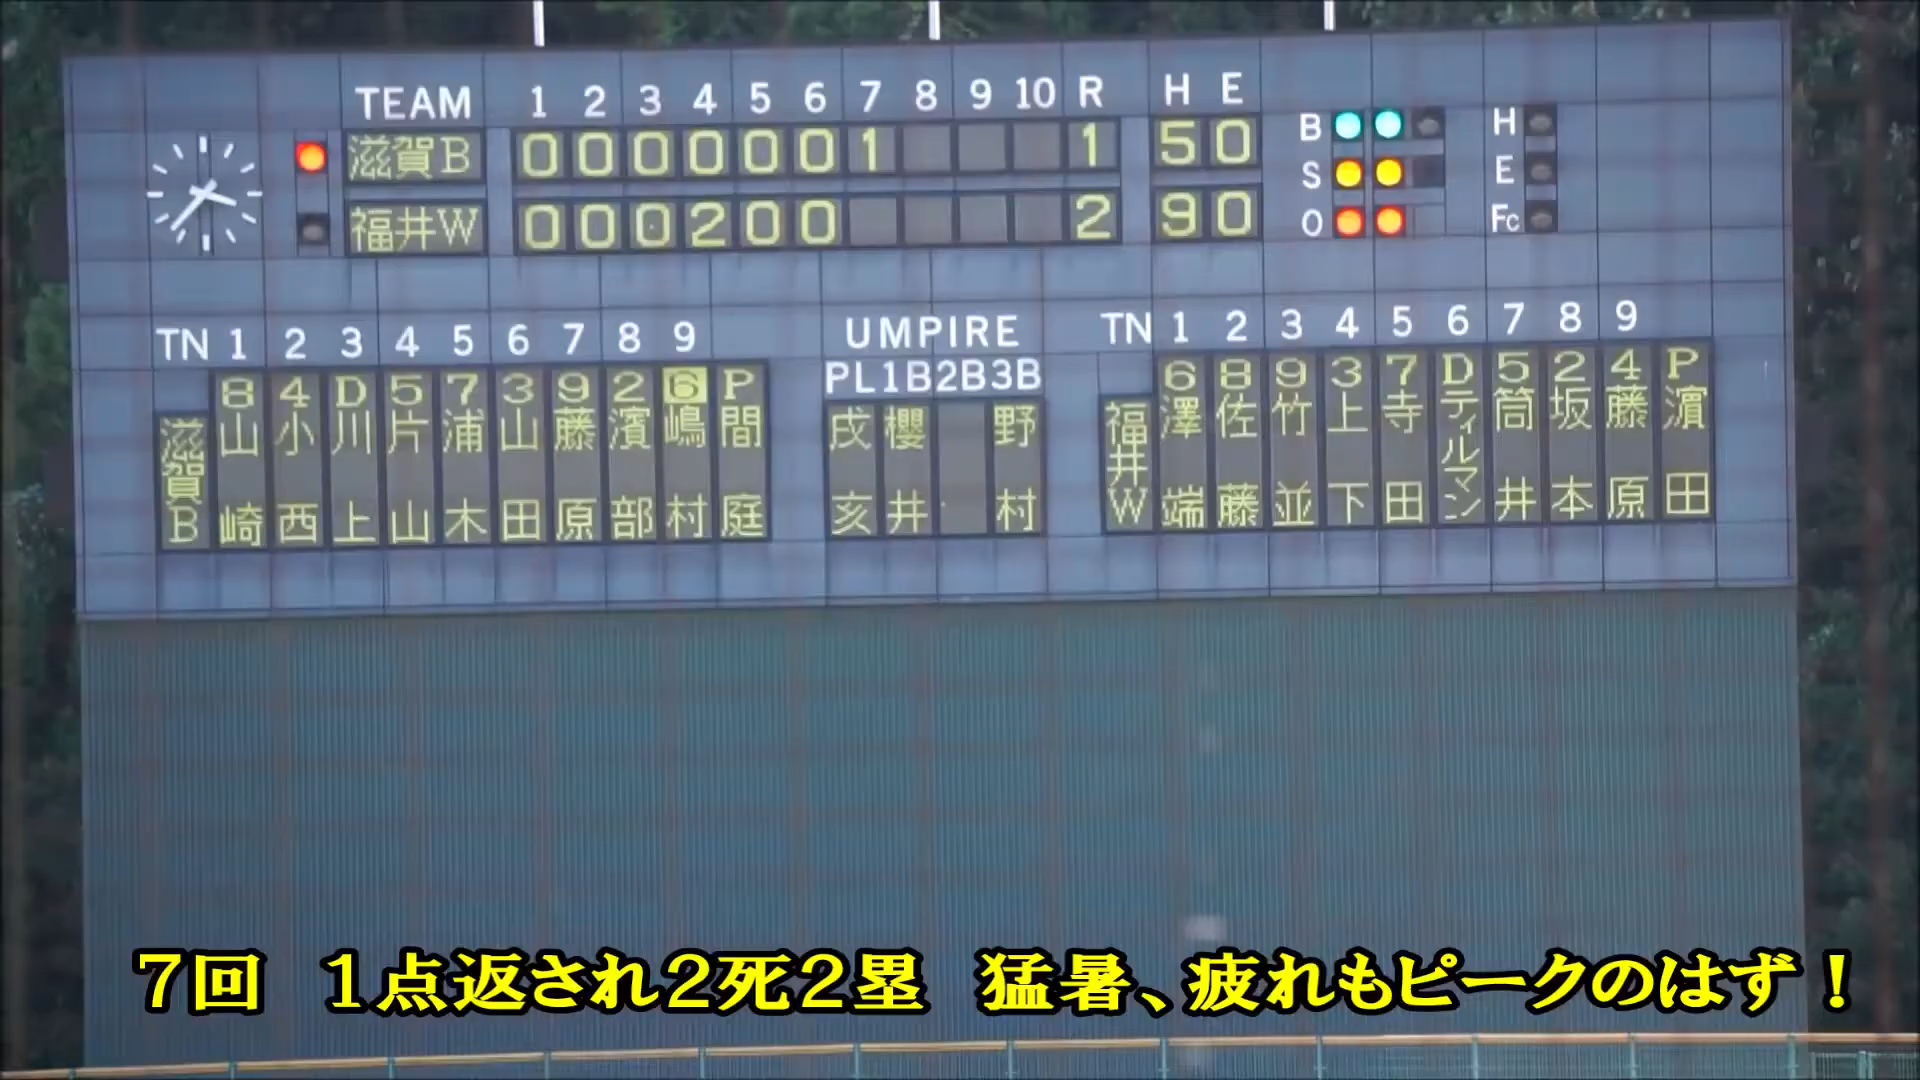 TEAM 1 2 3 4 5 6 7 8 9 10 R H E
滋賀B 0 0 0 0 0 0 1 1 5 0
福井W 0 0 0 2 0 0 2 9 0
B H
S E
O Fc
TN 1 2 3 4 5 6 7 8 9
8 4 D 5 7 3 9 2 6 P
滋賀B 山崎 小西 川上 片山 浦木 山田 藤原 濱部 嶋村 間庭
UMPIRE
PL 1B 2B 3B
戌亥 櫻井 野村
TN 1 2 3 4 5 6 7 8 9
6 8 9 3 7 D 5 2 4 P
福井W 澤端 佐藤 竹並 上下 寺田 ティルマン 筒井 坂本 藤原 濵田
７回　１点返され２死２塁　猛暑、疲れもピークのはず！